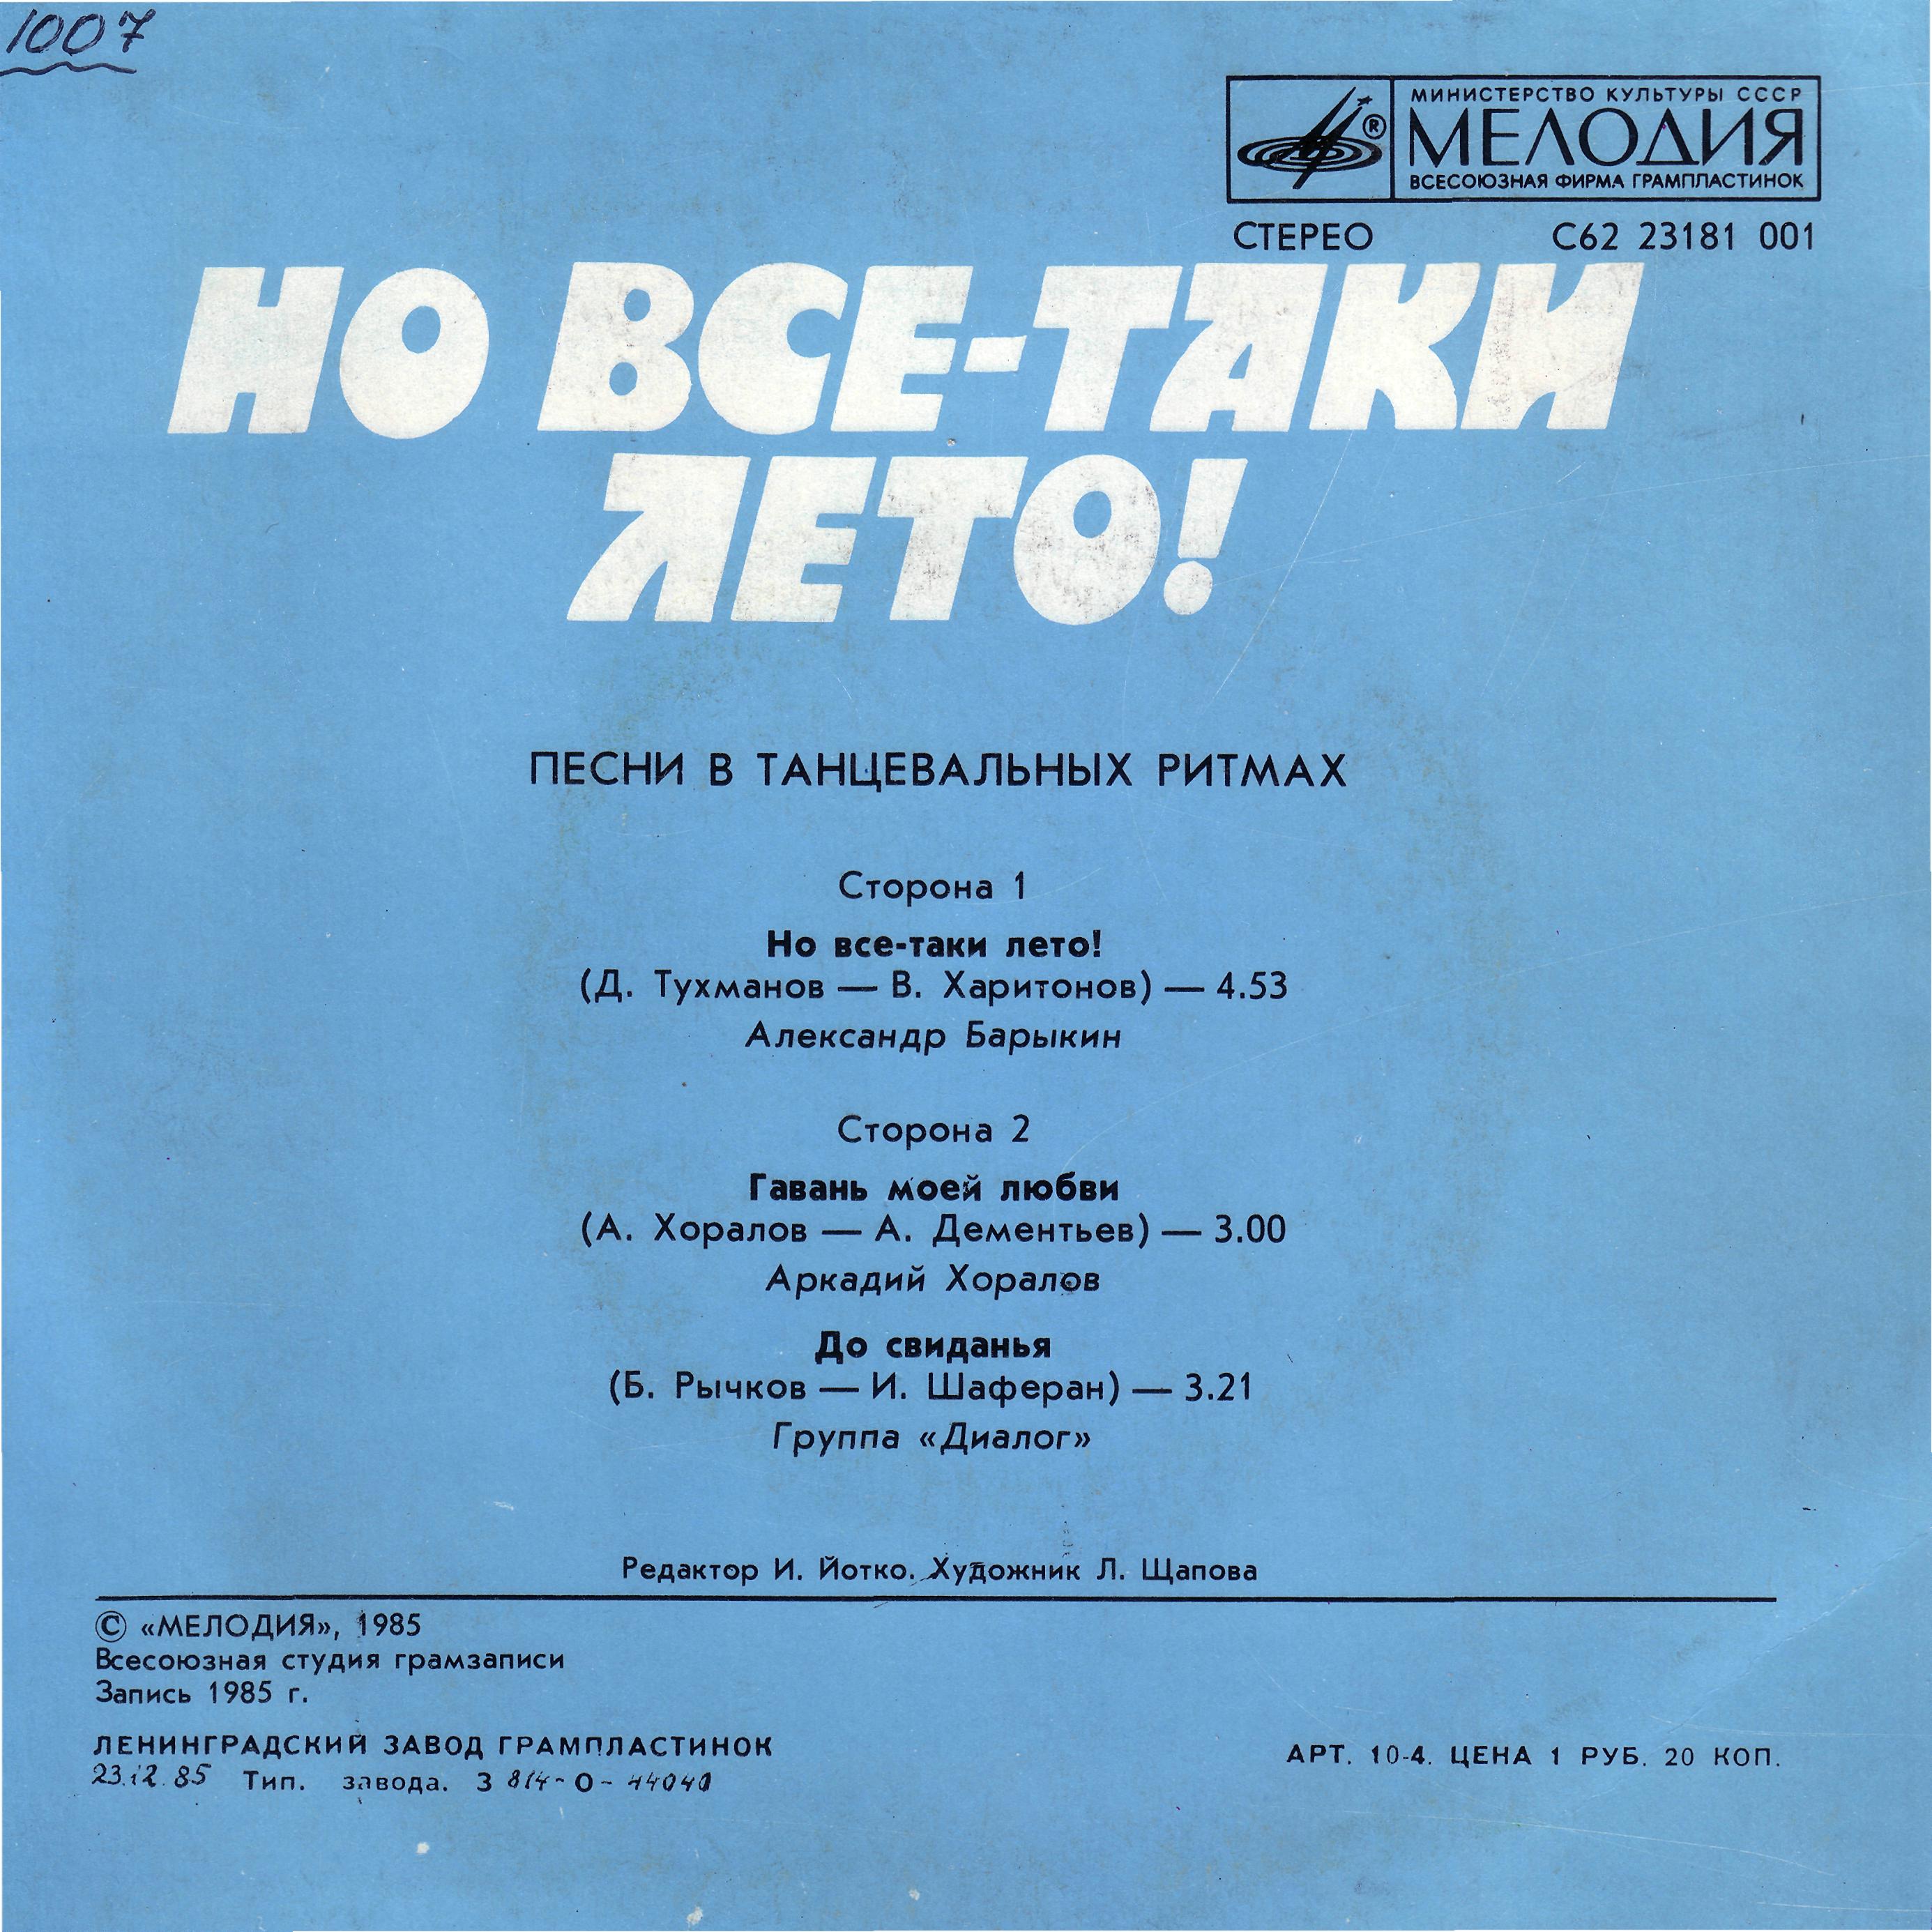 1007
МИНИСТЕРСТВО КУЛЬТУРЫ СССР
®
МЕЛОДИЯ
ВСЕСОЮЗНАЯ ФИРМА ГРАМПЛАСТИНОК
СТЕРЕО С62 23181 001
НО ВСЕ-ТАКИ
ЛЕТО!
ПЕСНИ В ТАНЦЕВАЛЬНЫХ РИТМАХ
Сторона 1
Но все-таки лето!
(Д. Тухманов — В. Харитонов) — 4.53
Александр Барыкин
Сторона 2
Гавань моей любви
(А. Хоралов — А. Дементьев) — 3.00
Аркадий Хоралов
До свиданья
(Б. Рычков — И. Шаферан) — 3.21
Группа «Диалог»
Редактор И. Йотко. Художник Л. Щапова
© «МЕЛОДИЯ», 1985
Всесоюзная студия грамзаписи
Запись 1985 г.
ЛЕНИНГРАДСКИЙ ЗАВОД ГРАМПЛАСТИНОК
АРТ. 10-4. ЦЕНА 1 РУБ. 20 КОП.
23.12.85 Тип. завода. З 814-О-44040